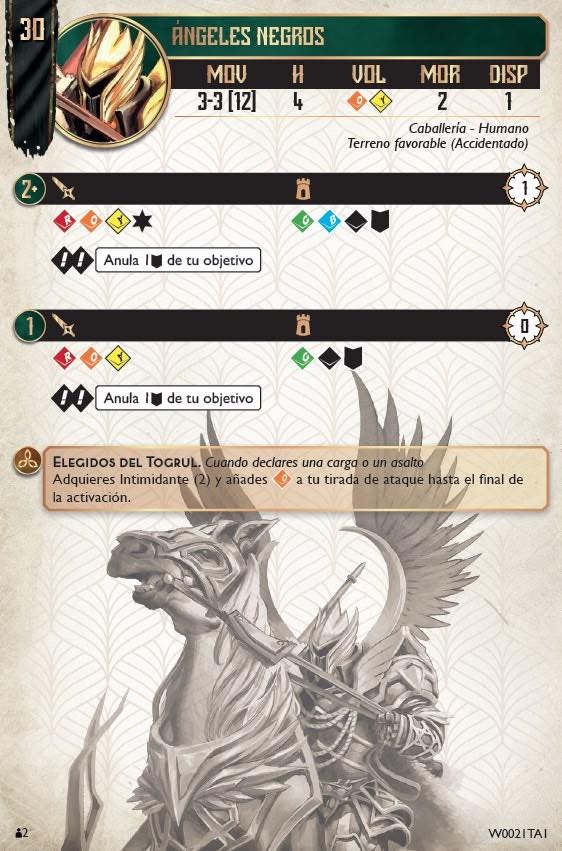 30
ÁNGELES NEGROS
MOV H VOL MOR DISP
3-3 [12] 4 O Y 2 1
Caballería - Humano
Terreno favorable (Accidentado)
2+ 1
R O Y G B
!! Anula 1 de tu objetivo
1 0
R O Y G
!! Anula 1 de tu objetivo
ELEGIDOS DEL TOGRUL. Cuando declares una carga o un asalto
Adquieres Intimidante (2) y añades O a tu tirada de ataque hasta el final de
la activación.
2 W0021TA1